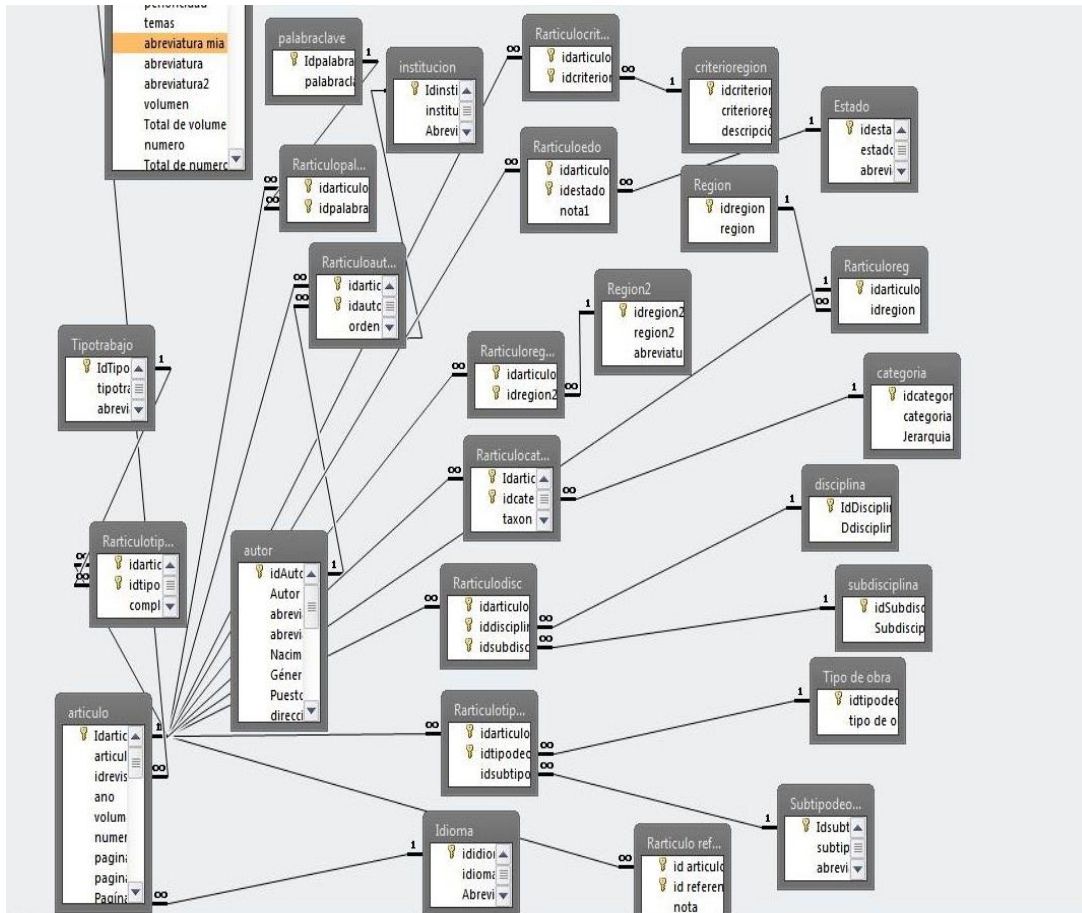 temas
abreviatura mia
abreviatura
abreviatura2
volumen
Total de volume
numero
Total de numerc
palabraclave
Idpalabra
palabracla
institucion
Idinsti
institu
Abrevi
Rarticulocrit...
idarticulo
idcriterior
criterioregion
idcriterior
criterioreg
descripció
Estado
idesta
estado
abrevi
Rarticulopal...
idarticulo
idpalabra
Rarticuloedo
idarticulo
idestado
nota1
Region
idregion
region
Rarticuloaut...
idartic
idauto
orden
Region2
idregion2
region2
abreviatu
Rarticuloreg
idarticulo
idregion
Tipotrabajo
IdTipo
tipotra
abrevi
Rarticuloreg...
idarticulo
idregion2
categoria
idcategor
categoria
Jerarquia
Rarticulocat...
Idartic
idcate
taxon
disciplina
IdDisciplin
Ddisciplin
Rarticulotip...
idartic
idtipo
compl
autor
idAuto
Autor
abrevi
abrevi
Nacim
Géner
Puesto
direcci
Rarticulodisc
idarticulo
iddisciplin
idsubdisc
subdisciplina
idSubdisc
Subdiscip
Tipo de obra
idtipodeo
tipo de o
articulo
Idartic
articul
idrevis
ano
volum
numer
pagina
pagina
Pagina
Rarticulotip...
idarticulo
idtipodeo
idsubtipo
Subtipodeo...
Idsubt
subtip
abrevi
Idioma
ididior
idioma
Abrevi
Rarticulo ref...
id articulo
id referen
nota